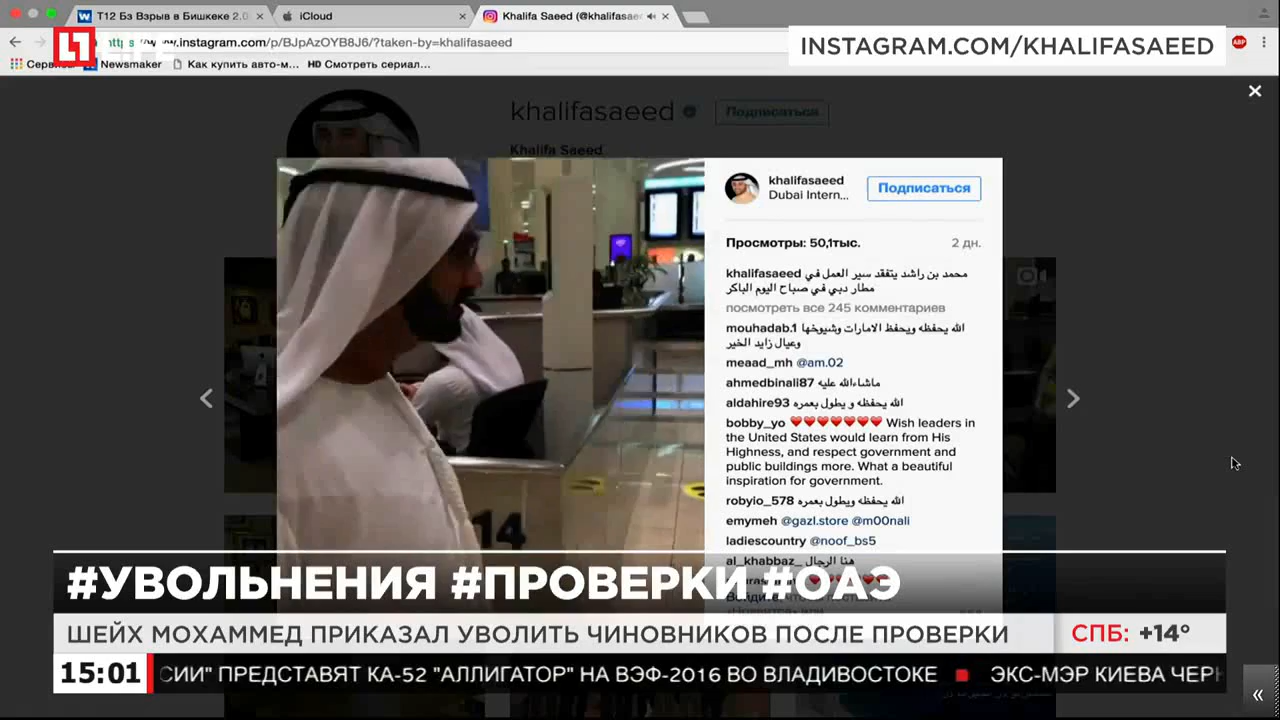 T12 Бз Взрыв в Бишкеке 2.0
iCloud
Khalifa Saeed (@khalifasaee
www.instagram.com/p/BJpAzOYB8J6/?taken-by=khalifasaeed
INSTAGRAM.COM/KHALIFASAEED
ABP
Newsmaker
Как купить авто-м...
HD Смотреть сериал...
LIFE
khalifasaeed
Подписаться
Khalifa Saeed
khalifasaeed
Подписаться
Dubai Intern...
Просмотры: 50,1тыс.
2 дн.
khalifasaeed محمد بن راشد يتفقد سير العمل في
مطار دبي في صباح اليوم الباكر
посмотреть все 245 комментариев
mouhadab.1 الله يحفظه ويحفظ الامارات وشيوخها
وعيال زايد الخير
meaad_mh @am.02
ahmedbinali87 ماشاءالله عليه
aldahire93 الله يحفظه و يطول بعمره
bobby_yo ❤❤❤❤❤❤❤ Wish leaders in
the United States would learn from His
Highness, and respect government and
public buildings more. What a beautiful
inspiration for government.
robyio_578 الله يحفظه ويطول بعمره
emymeh @gazl.store @m00nali
ladiescountry @noof_bs5
al_khabbaz_ هنا الرجال
14
#УВОЛЬНЕНИЯ #ПРОВЕРКИ #ОАЭ
ШЕЙХ МОХАММЕД ПРИКАЗАЛ УВОЛИТЬ ЧИНОВНИКОВ ПОСЛЕ ПРОВЕРКИ
СПБ: +14°
15:01
СИИ" ПРЕДСТАВЯТ КА-52 "АЛЛИГАТОР" НА ВЭФ-2016 ВО ВЛАДИВОСТОКЕ
ЭКС-МЭР КИЕВА ЧЕРН